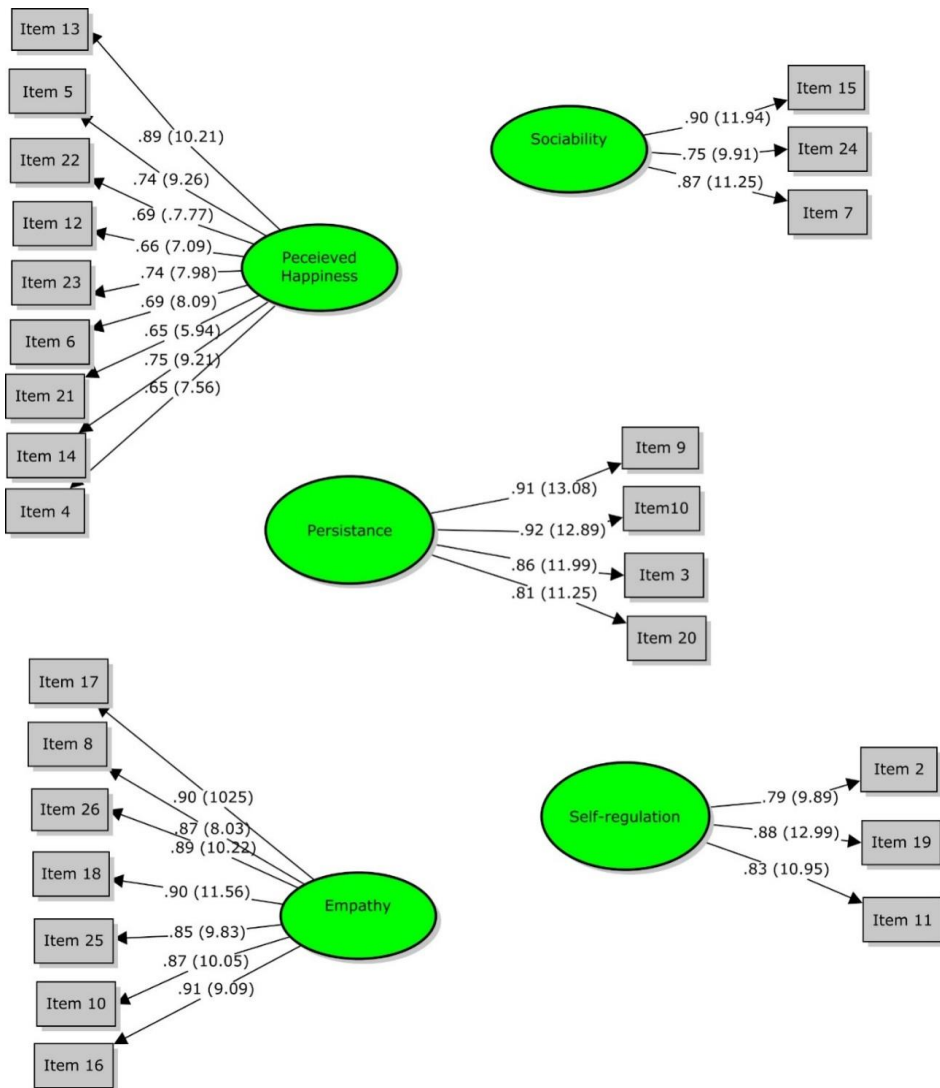 Item 13
Item 5
Item 22
Item 12
Item 23
Item 6
Item 21
Item 14
Item 4
.89 (10.21)
.74 (9.26)
.69 (.7.77)
.66 (7.09)
.74 (7.98)
.69 (8.09)
.65 (5.94)
.75 (9.21)
.65 (7.56)
Peceieved
Happiness
Sociability
.90 (11.94)
.75 (9.91)
.87 (11.25)
Item 15
Item 24
Item 7
Persistance
.91 (13.08)
.92 (12.89)
.86 (11.99)
.81 (11.25)
Item 9
Item10
Item 3
Item 20
Item 17
Item 8
Item 26
Item 18
Item 25
Item 10
Item 16
.90 (1025)
.87 (8.03)
.89 (10.22)
.90 (11.56)
.85 (9.83)
.87 (10.05)
.91 (9.09)
Empathy
Self-regulation
.79 (9.89)
.88 (12.99)
.83 (10.95)
Item 2
Item 19
Item 11